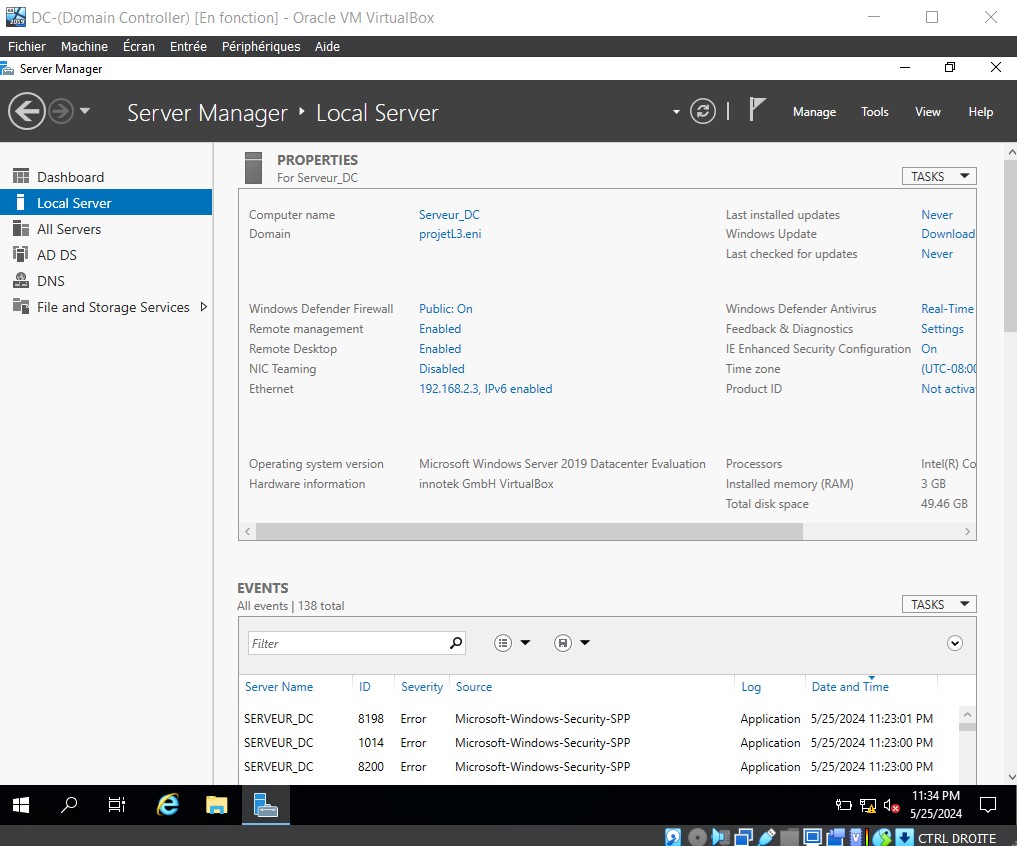 DC-(Domain Controller) [En fonction] - Oracle VM VirtualBox
Fichier Machine Écran Entrée Périphériques Aide
Server Manager
Server Manager Local Server
Manage Tools View Help
Dashboard
Local Server
All Servers
AD DS
DNS
File and Storage Services
PROPERTIES
For Serveur_DC
TASKS
Computer name Serveur_DC Last installed updates Never
Domain projetL3.eni Windows Update Download
Last checked for updates Never
Windows Defender Firewall Public: On Windows Defender Antivirus Real-Time
Remote management Enabled Feedback & Diagnostics Settings
Remote Desktop Enabled IE Enhanced Security Configuration On
NIC Teaming Disabled Time zone (UTC-08:00
Ethernet 192.168.2.3, IPv6 enabled Product ID Not activa
Operating system version Microsoft Windows Server 2019 Datacenter Evaluation Processors Intel(R) Co
Hardware information innotek GmbH VirtualBox Installed memory (RAM) 3 GB
Total disk space 49.46 GB
EVENTS
All events | 138 total
TASKS
Filter
Server Name ID Severity Source Log Date and Time
SERVEUR_DC 8198 Error Microsoft-Windows-Security-SPP Application 5/25/2024 11:23:01 PM
SERVEUR_DC 1014 Error Microsoft-Windows-Security-SPP Application 5/25/2024 11:23:00 PM
SERVEUR_DC 8200 Error Microsoft-Windows-Security-SPP Application 5/25/2024 11:23:00 PM
11:34 PM
5/25/2024
CTRL DROITE